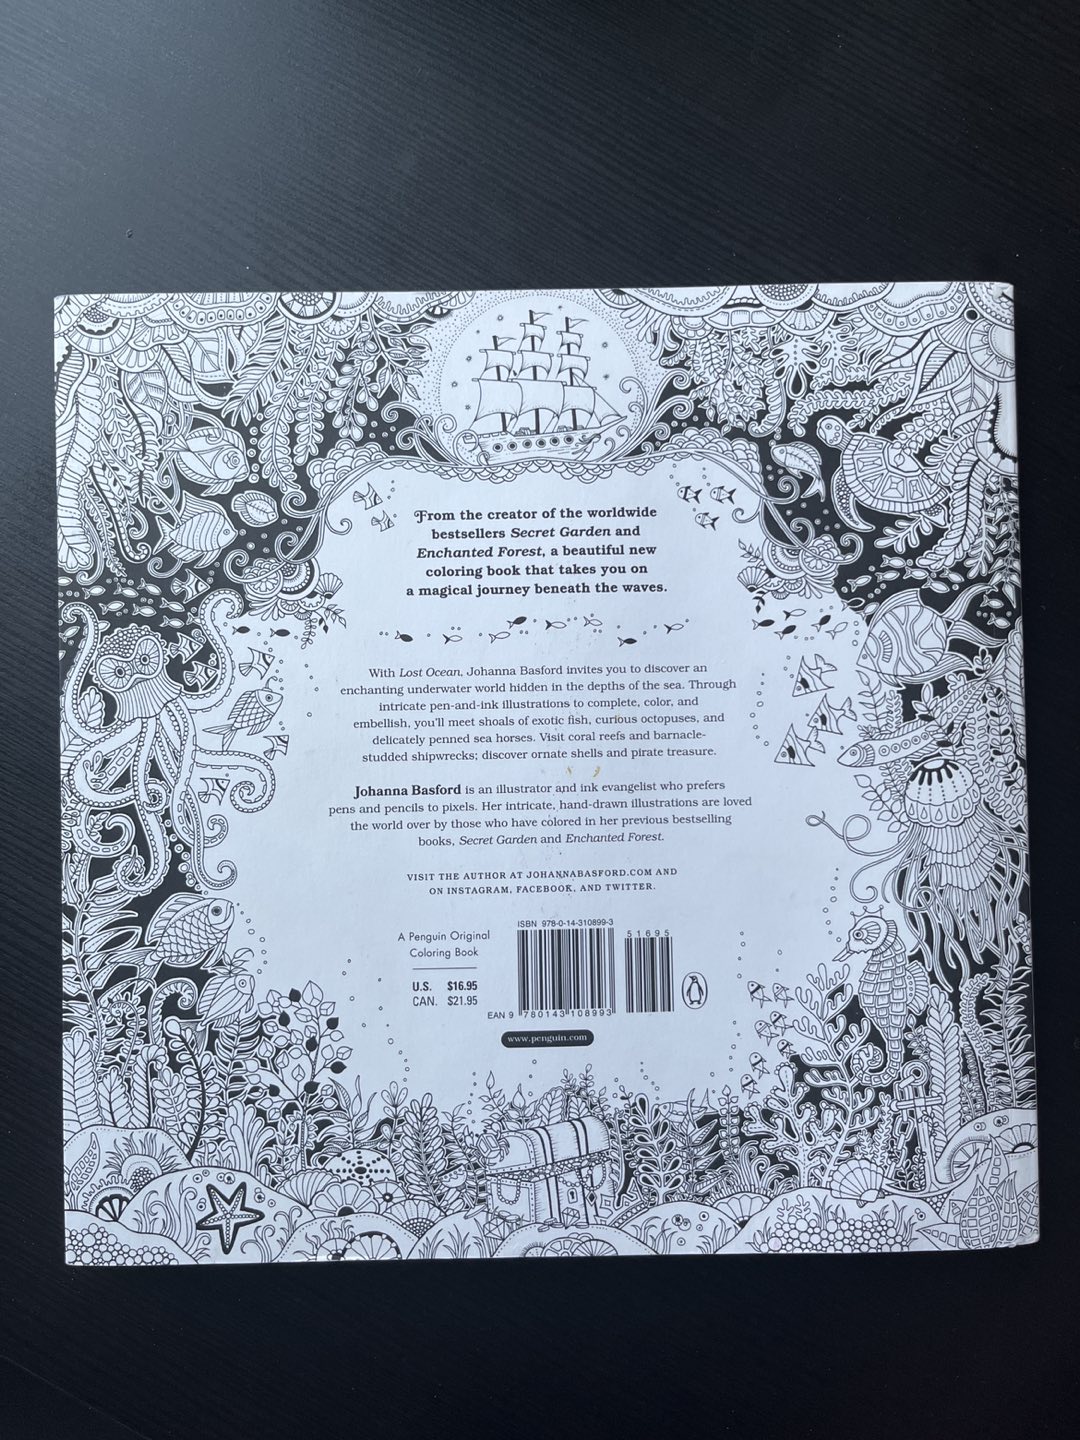 From the creator of the worldwide
bestsellers Secret Garden and
Enchanted Forest, a beautiful new
coloring book that takes you on
a magical journey beneath the waves.
With Lost Ocean, Johanna Basford invites you to discover an
enchanting underwater world hidden in the depths of the sea. Through
intricate pen-and-ink illustrations to complete, color, and
embellish, you'll meet shoals of exotic fish, curious octopuses, and
delicately penned sea horses. Visit coral reefs and barnacle-
studded shipwrecks; discover ornate shells and pirate treasure.
Johanna Basford is an illustrator and ink evangelist who prefers
pens and pencils to pixels. Her intricate, hand-drawn illustrations are loved
the world over by those who have colored in her previous bestselling
books, Secret Garden and Enchanted Forest.
VISIT THE AUTHOR AT JOHANNABASFORD.COM AND
ON INSTAGRAM, FACEBOOK, AND TWITTER.
A Penguin Original
Coloring Book
U.S. $16.95
CAN. $21.95
ISBN 978-0-14-310899-3
51695
EAN 9 780143 108993
www.penguin.com